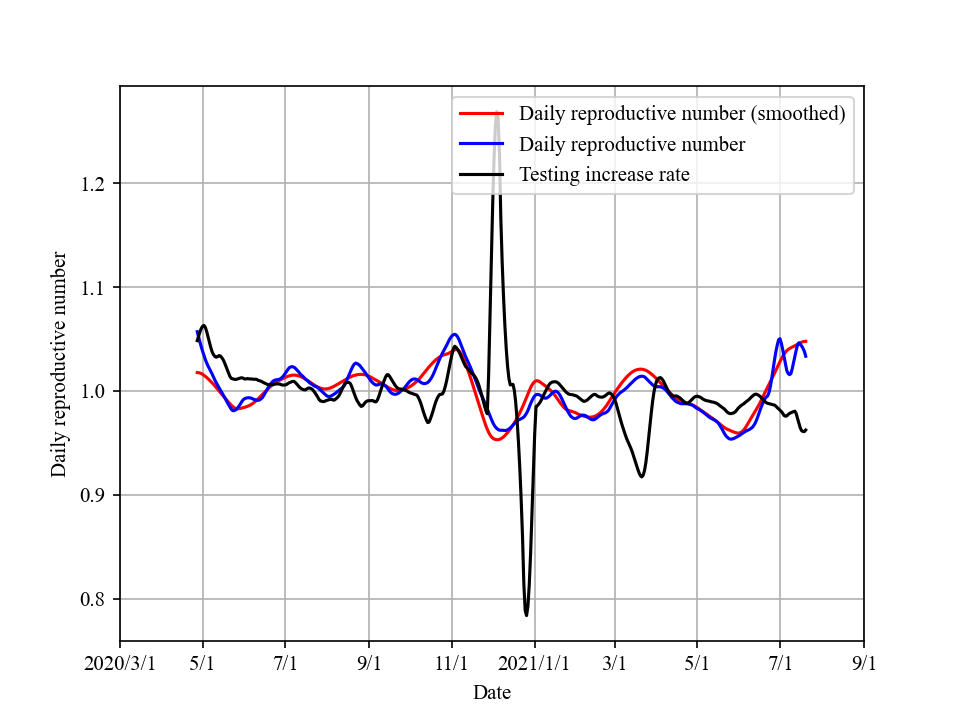 Daily reproductive number (smoothed)
Daily reproductive number
Testing increase rate
Daily reproductive number
1.2
1.1
1.0
0.9
0.8
2020/3/1 5/1 7/1 9/1 11/1 2021/1/1 3/1 5/1 7/1 9/1
Date